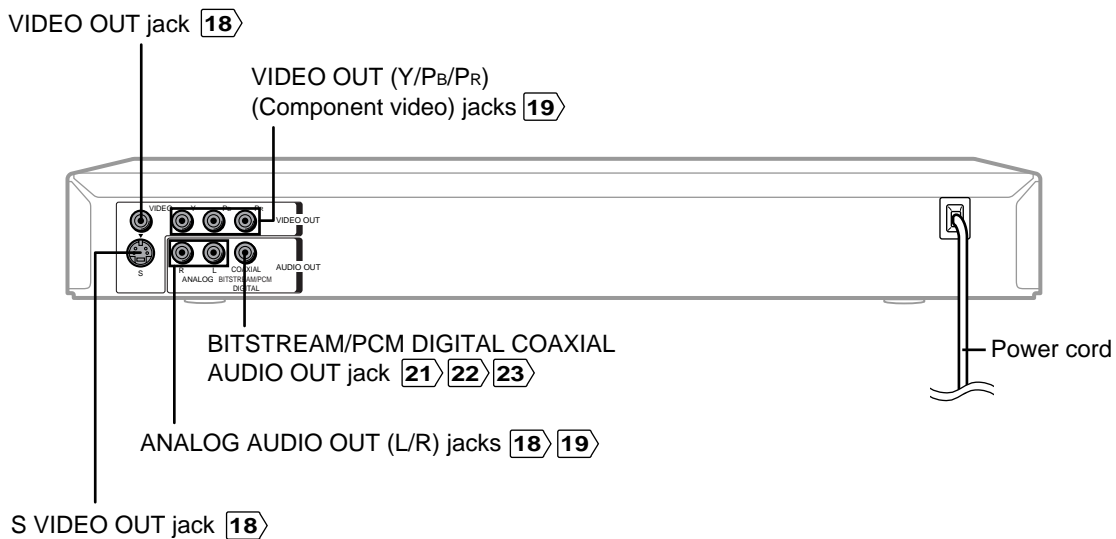 VIDEO OUT jack 18
VIDEO OUT (Y/PB/PR)
(Component video) jacks 19
VIDEO Y PB PR
VIDEO OUT
S
R L COAXIAL
AUDIO OUT
ANALOG BITSTREAM/PCM
DIGITAL
BITSTREAM/PCM DIGITAL COAXIAL
AUDIO OUT jack 21 22 23
Power cord
ANALOG AUDIO OUT (L/R) jacks 18 19
S VIDEO OUT jack 18